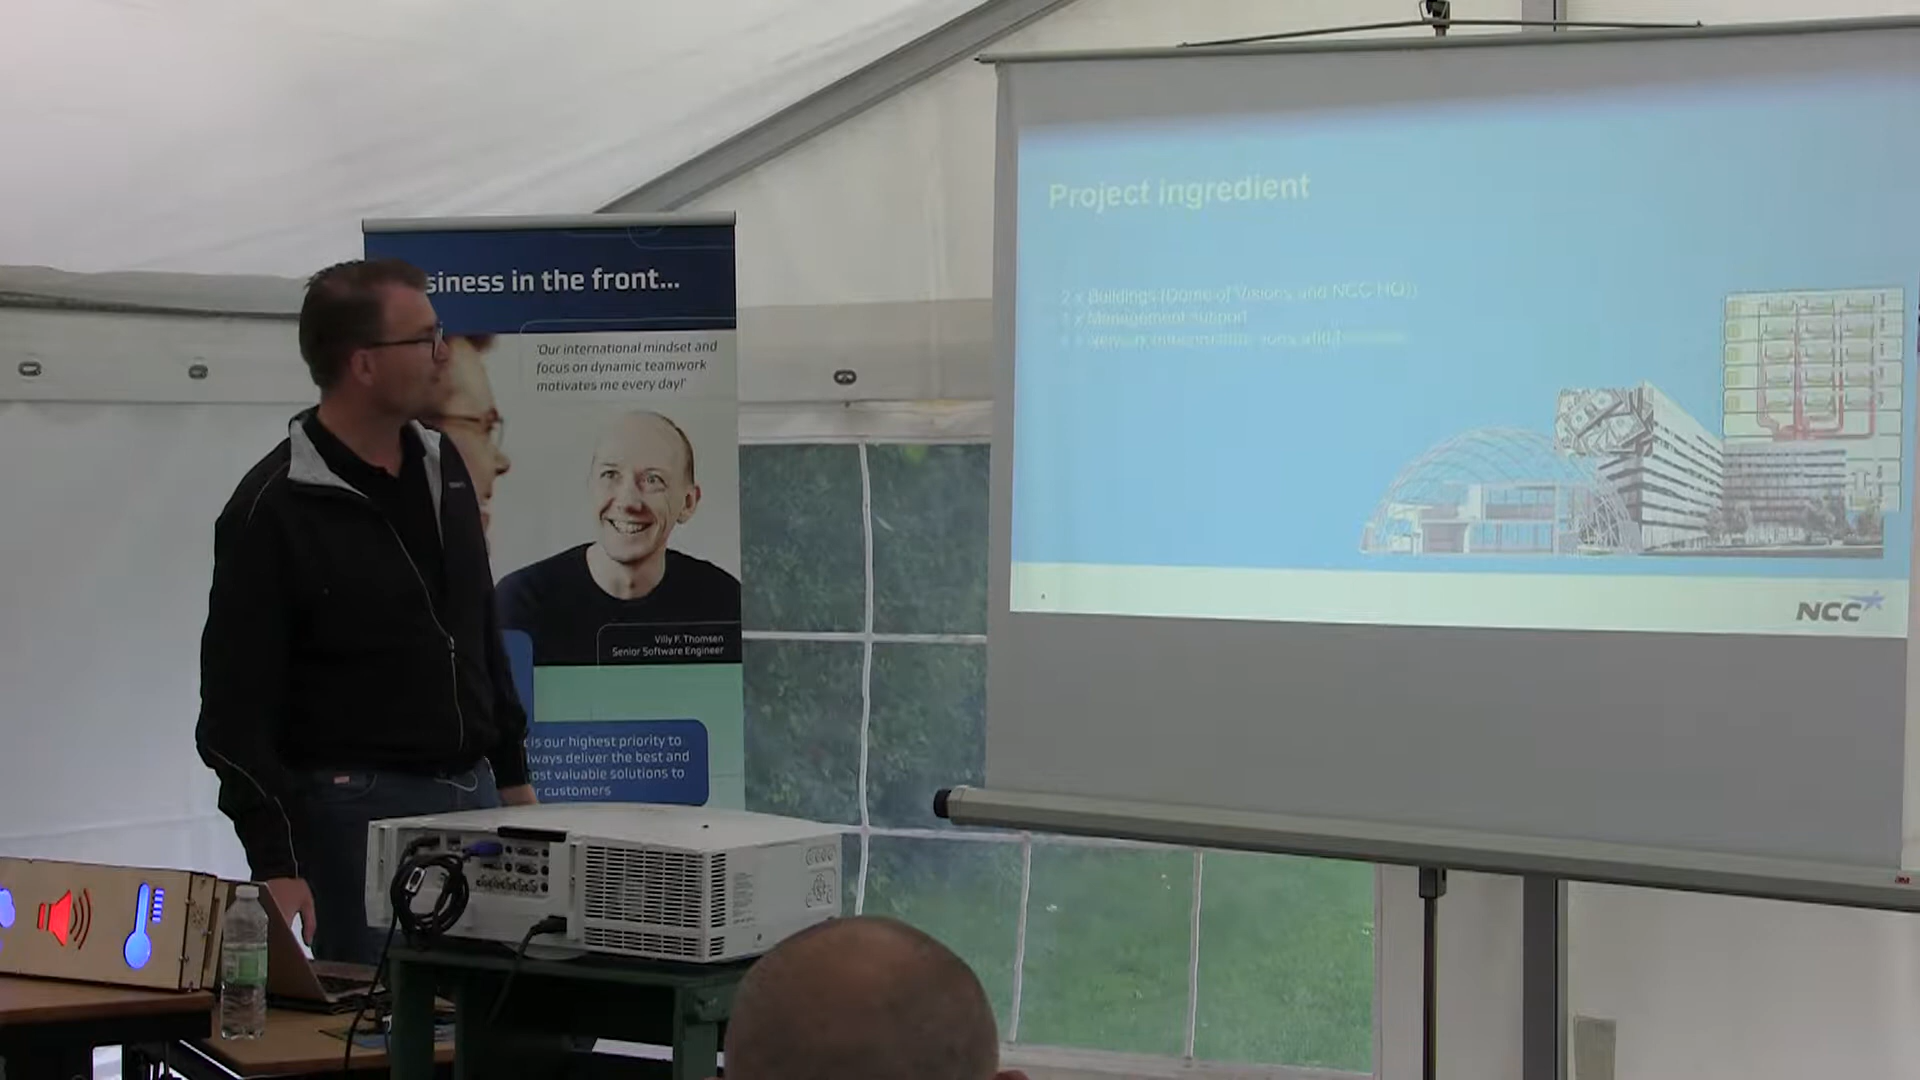 siness in the front...
'Our international mindset and
focus on dynamic teamwork
motivates me every day!'
Villy F. Thomsen
Senior Software Engineer
is our highest priority to
lways deliver the best and
ost valuable solutions to
r customers
Project ingredient
2 x Buildings (Dome of Visions and NCC HQ)
x Management support
NCC